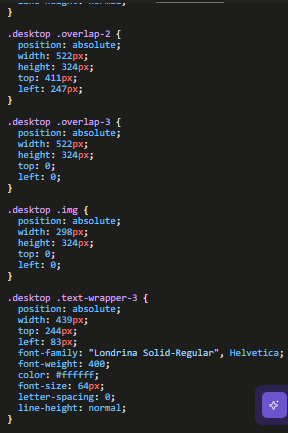 }
.desktop .overlap-2 {
position: absolute;
width: 522px;
height: 324px;
top: 411px;
left: 247px;
}
.desktop .overlap-3 {
position: absolute;
width: 522px;
height: 324px;
top: 0;
left: 0;
}
.desktop .img {
position: absolute;
width: 298px;
height: 324px;
top: 0;
left: 0;
}
.desktop .text-wrapper-3 {
position: absolute;
width: 439px;
top: 244px;
left: 83px;
font-family: "Londrina Solid-Regular", Helvetica;
font-weight: 400;
color: #ffffff;
font-size: 64px;
letter-spacing: 0;
line-height: normal;
}